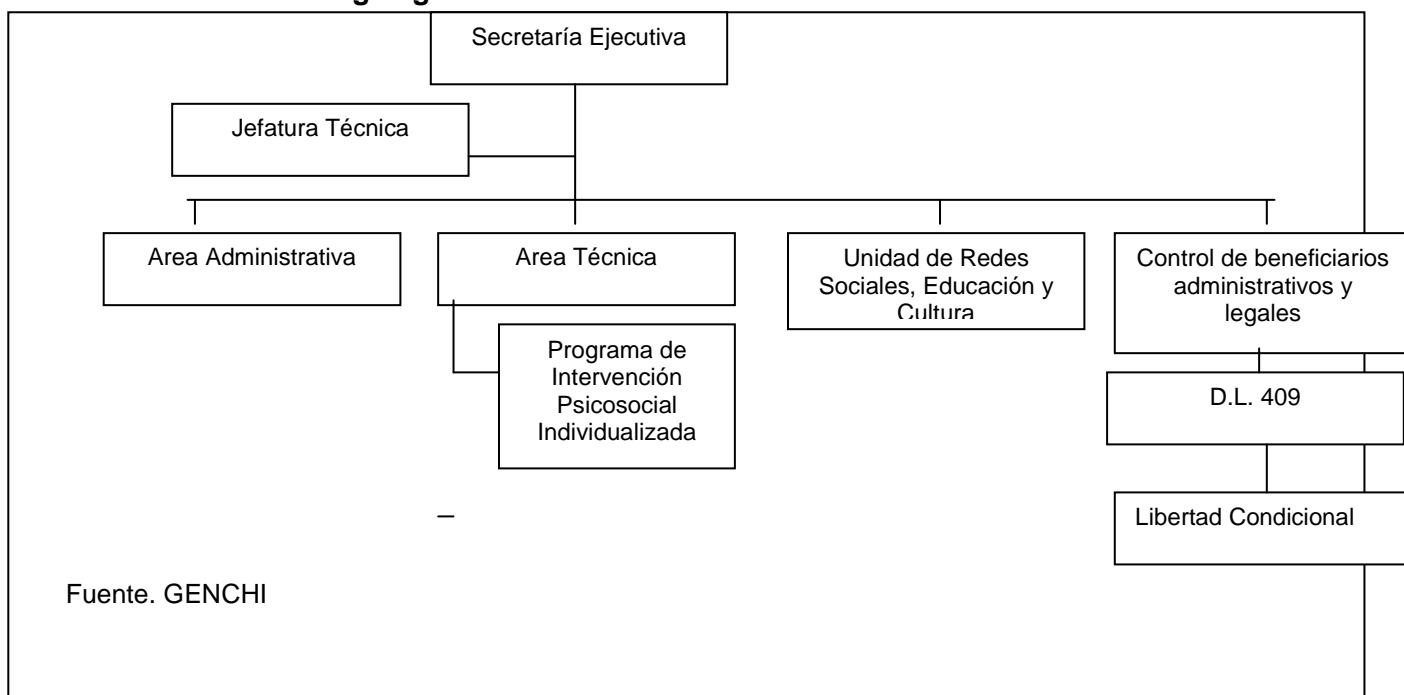 Secretaría Ejecutiva
Jefatura Técnica
Area Administrativa
Area Técnica
Unidad de Redes
Sociales, Educación y
Cultura
Control de beneficiarios
administrativos y
legales
Programa de
Intervención
Psicosocial
Individualizada
D.L. 409
Libertad Condicional
Fuente. GENCHI